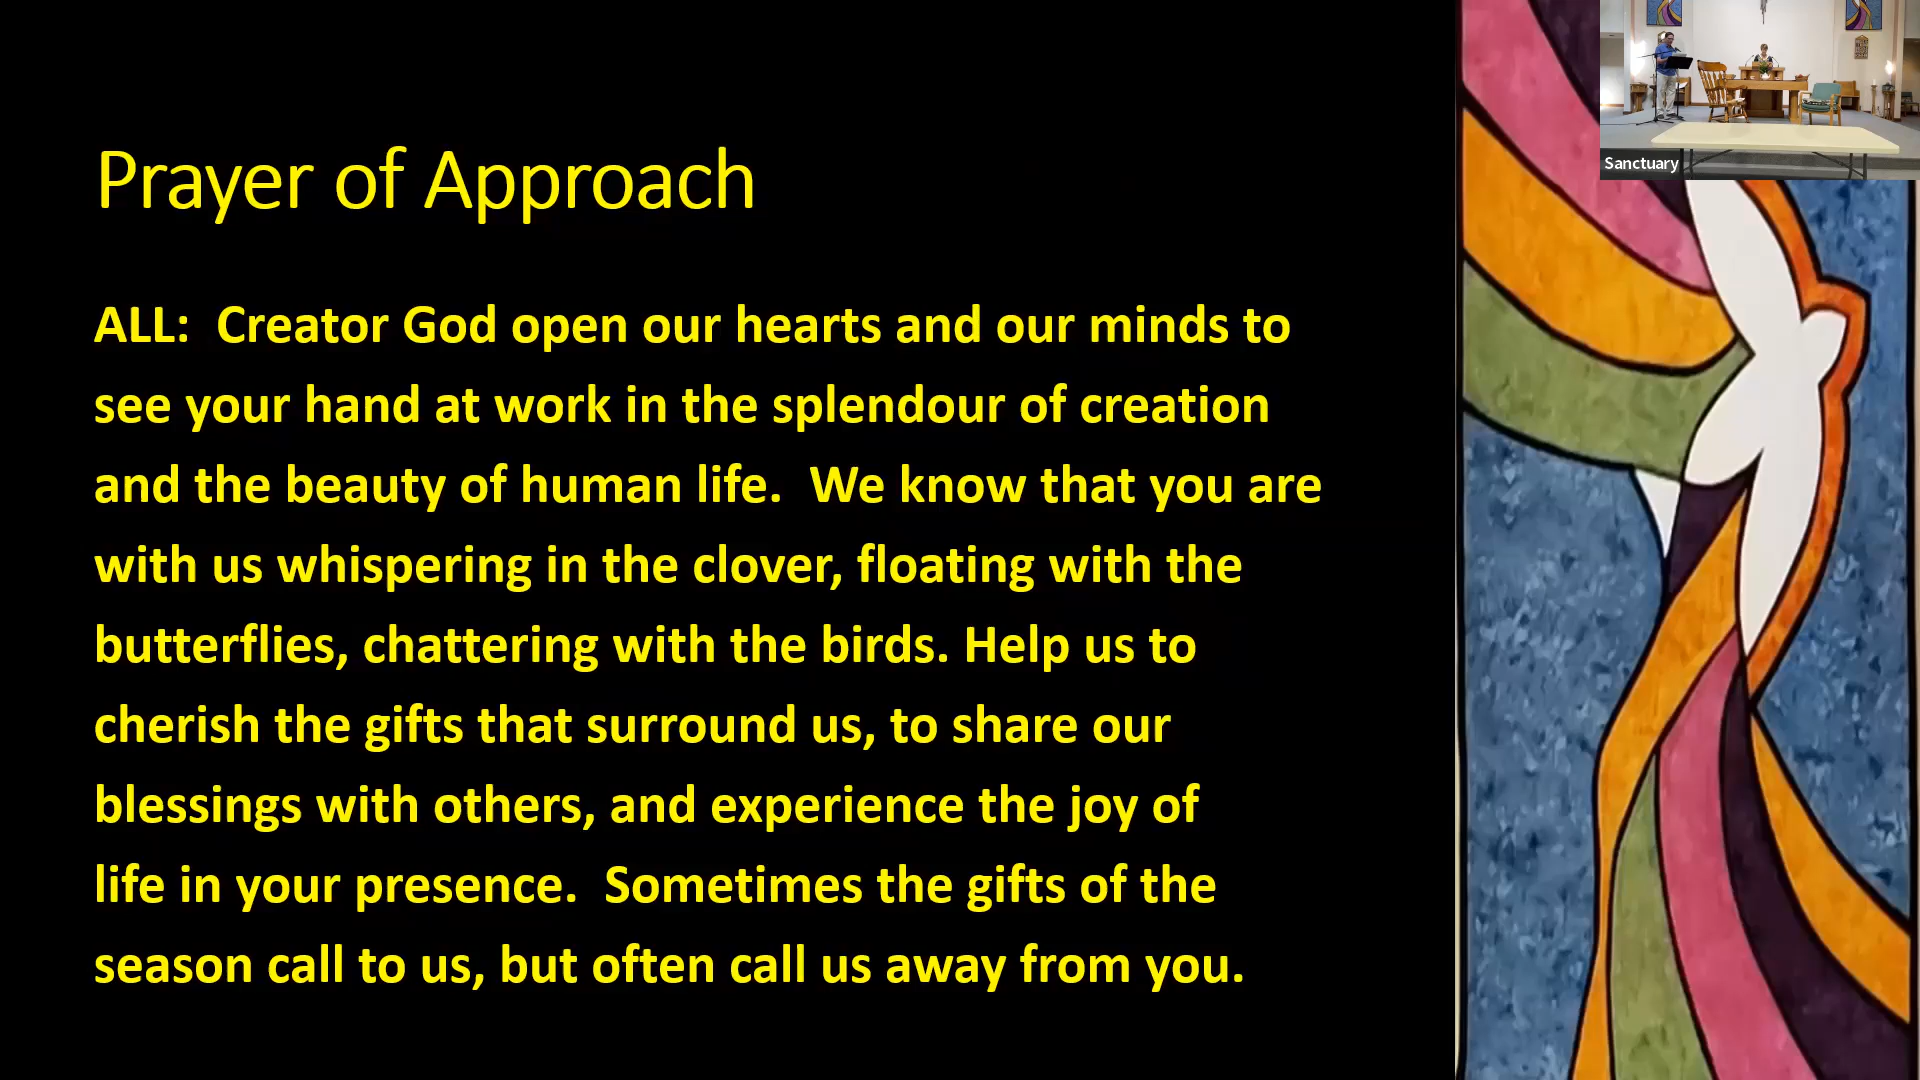 Prayer of Approach
ALL:  Creator God open our hearts and our minds to
see your hand at work in the splendour of creation
and the beauty of human life.  We know that you are
with us whispering in the clover, floating with the
butterflies, chattering with the birds. Help us to
cherish the gifts that surround us, to share our
blessings with others, and experience the joy of
life in your presence.  Sometimes the gifts of the
season call to us, but often call us away from you.
Sanctuary